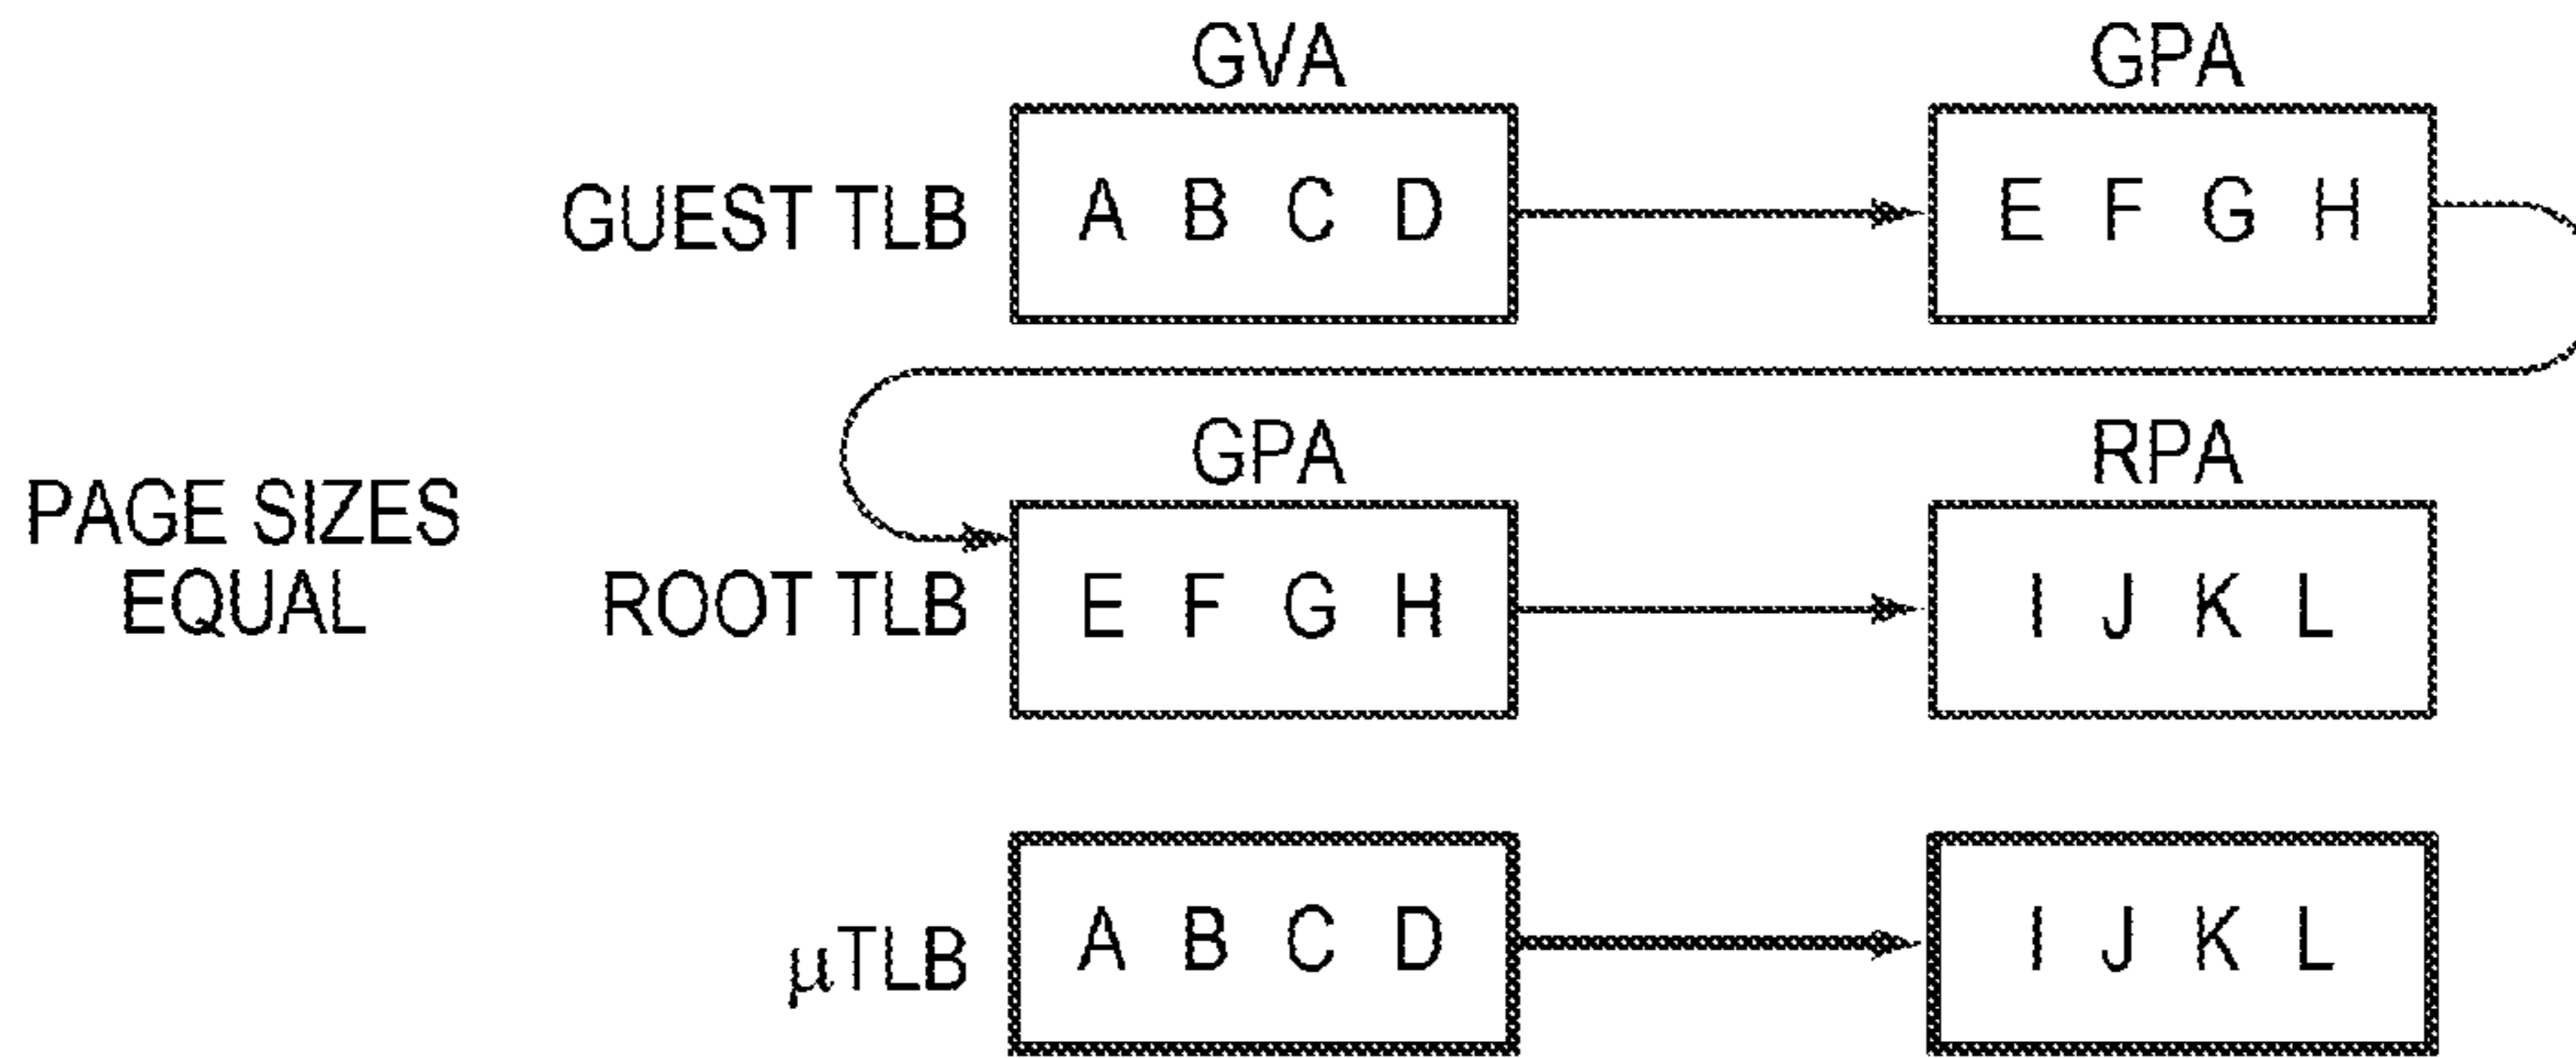 GVA GPA
GUEST TLB A B C D E F G H
GPA RPA
PAGE SIZES
EQUAL
ROOT TLB E F G H I J K L
μTLB A B C D I J K L